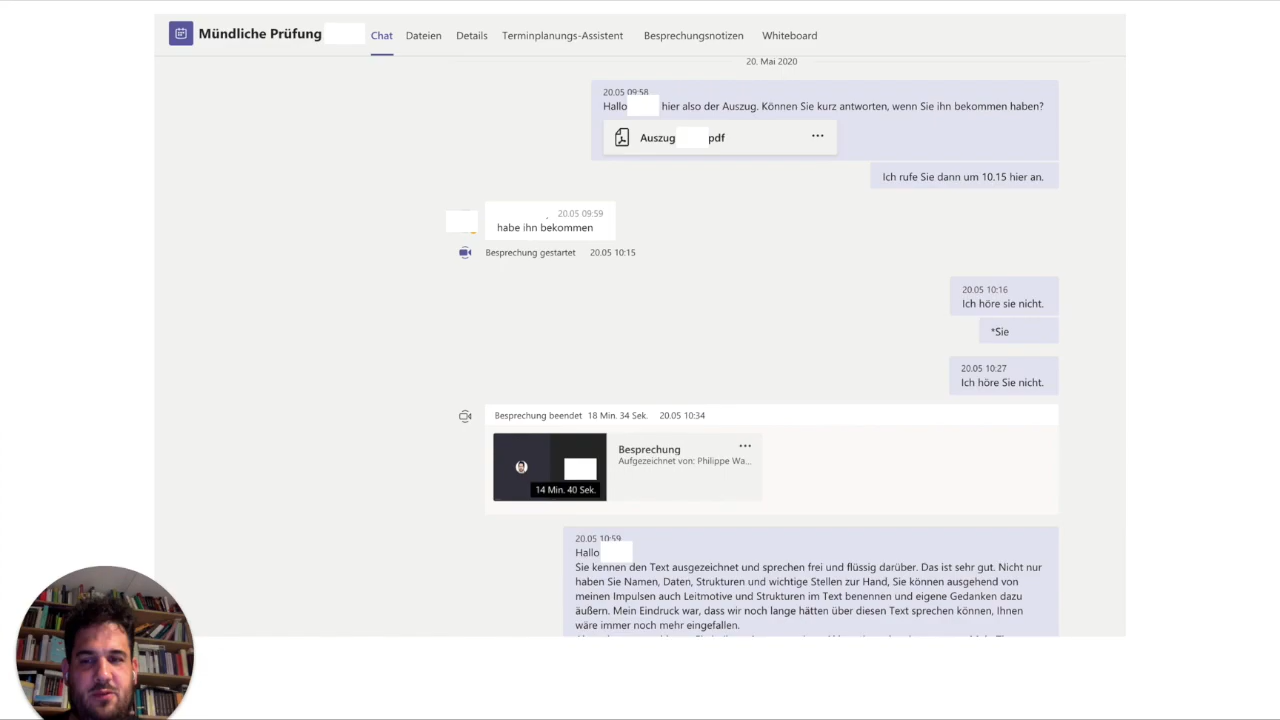 Mündliche Prüfung
Chat Dateien Details Terminplanungs-Assistent Besprechungsnotizen Whiteboard
20. Mai 2020
20.05 09:58
Hallo hier also der Auszug. Können Sie kurz antworten, wenn Sie ihn bekommen haben?
Auszug pdf
Ich rufe Sie dann um 10.15 hier an.
20.05 09:59
habe ihn bekommen
Besprechung gestartet 20.05 10:15
20.05 10:16
Ich höre sie nicht.
*Sie
20.05 10:27
Ich höre Sie nicht.
Besprechung beendet 18 Min. 34 Sek. 20.05 10:34
Besprechung
Aufgezeichnet von: Philippe Wa...
14 Min. 40 Sek.
20.05 10:59
Hallo
Sie kennen den Text ausgezeichnet und sprechen frei und flüssig darüber. Das ist sehr gut. Nicht nur
haben Sie Namen, Daten, Strukturen und wichtige Stellen zur Hand, Sie können ausgehend von
meinen Impulsen auch Leitmotive und Strukturen im Text benennen und eigene Gedanken dazu
äußern. Mein Eindruck war, dass wir noch lange hätten über diesen Text sprechen können, Ihnen
wäre immer noch mehr eingefallen.